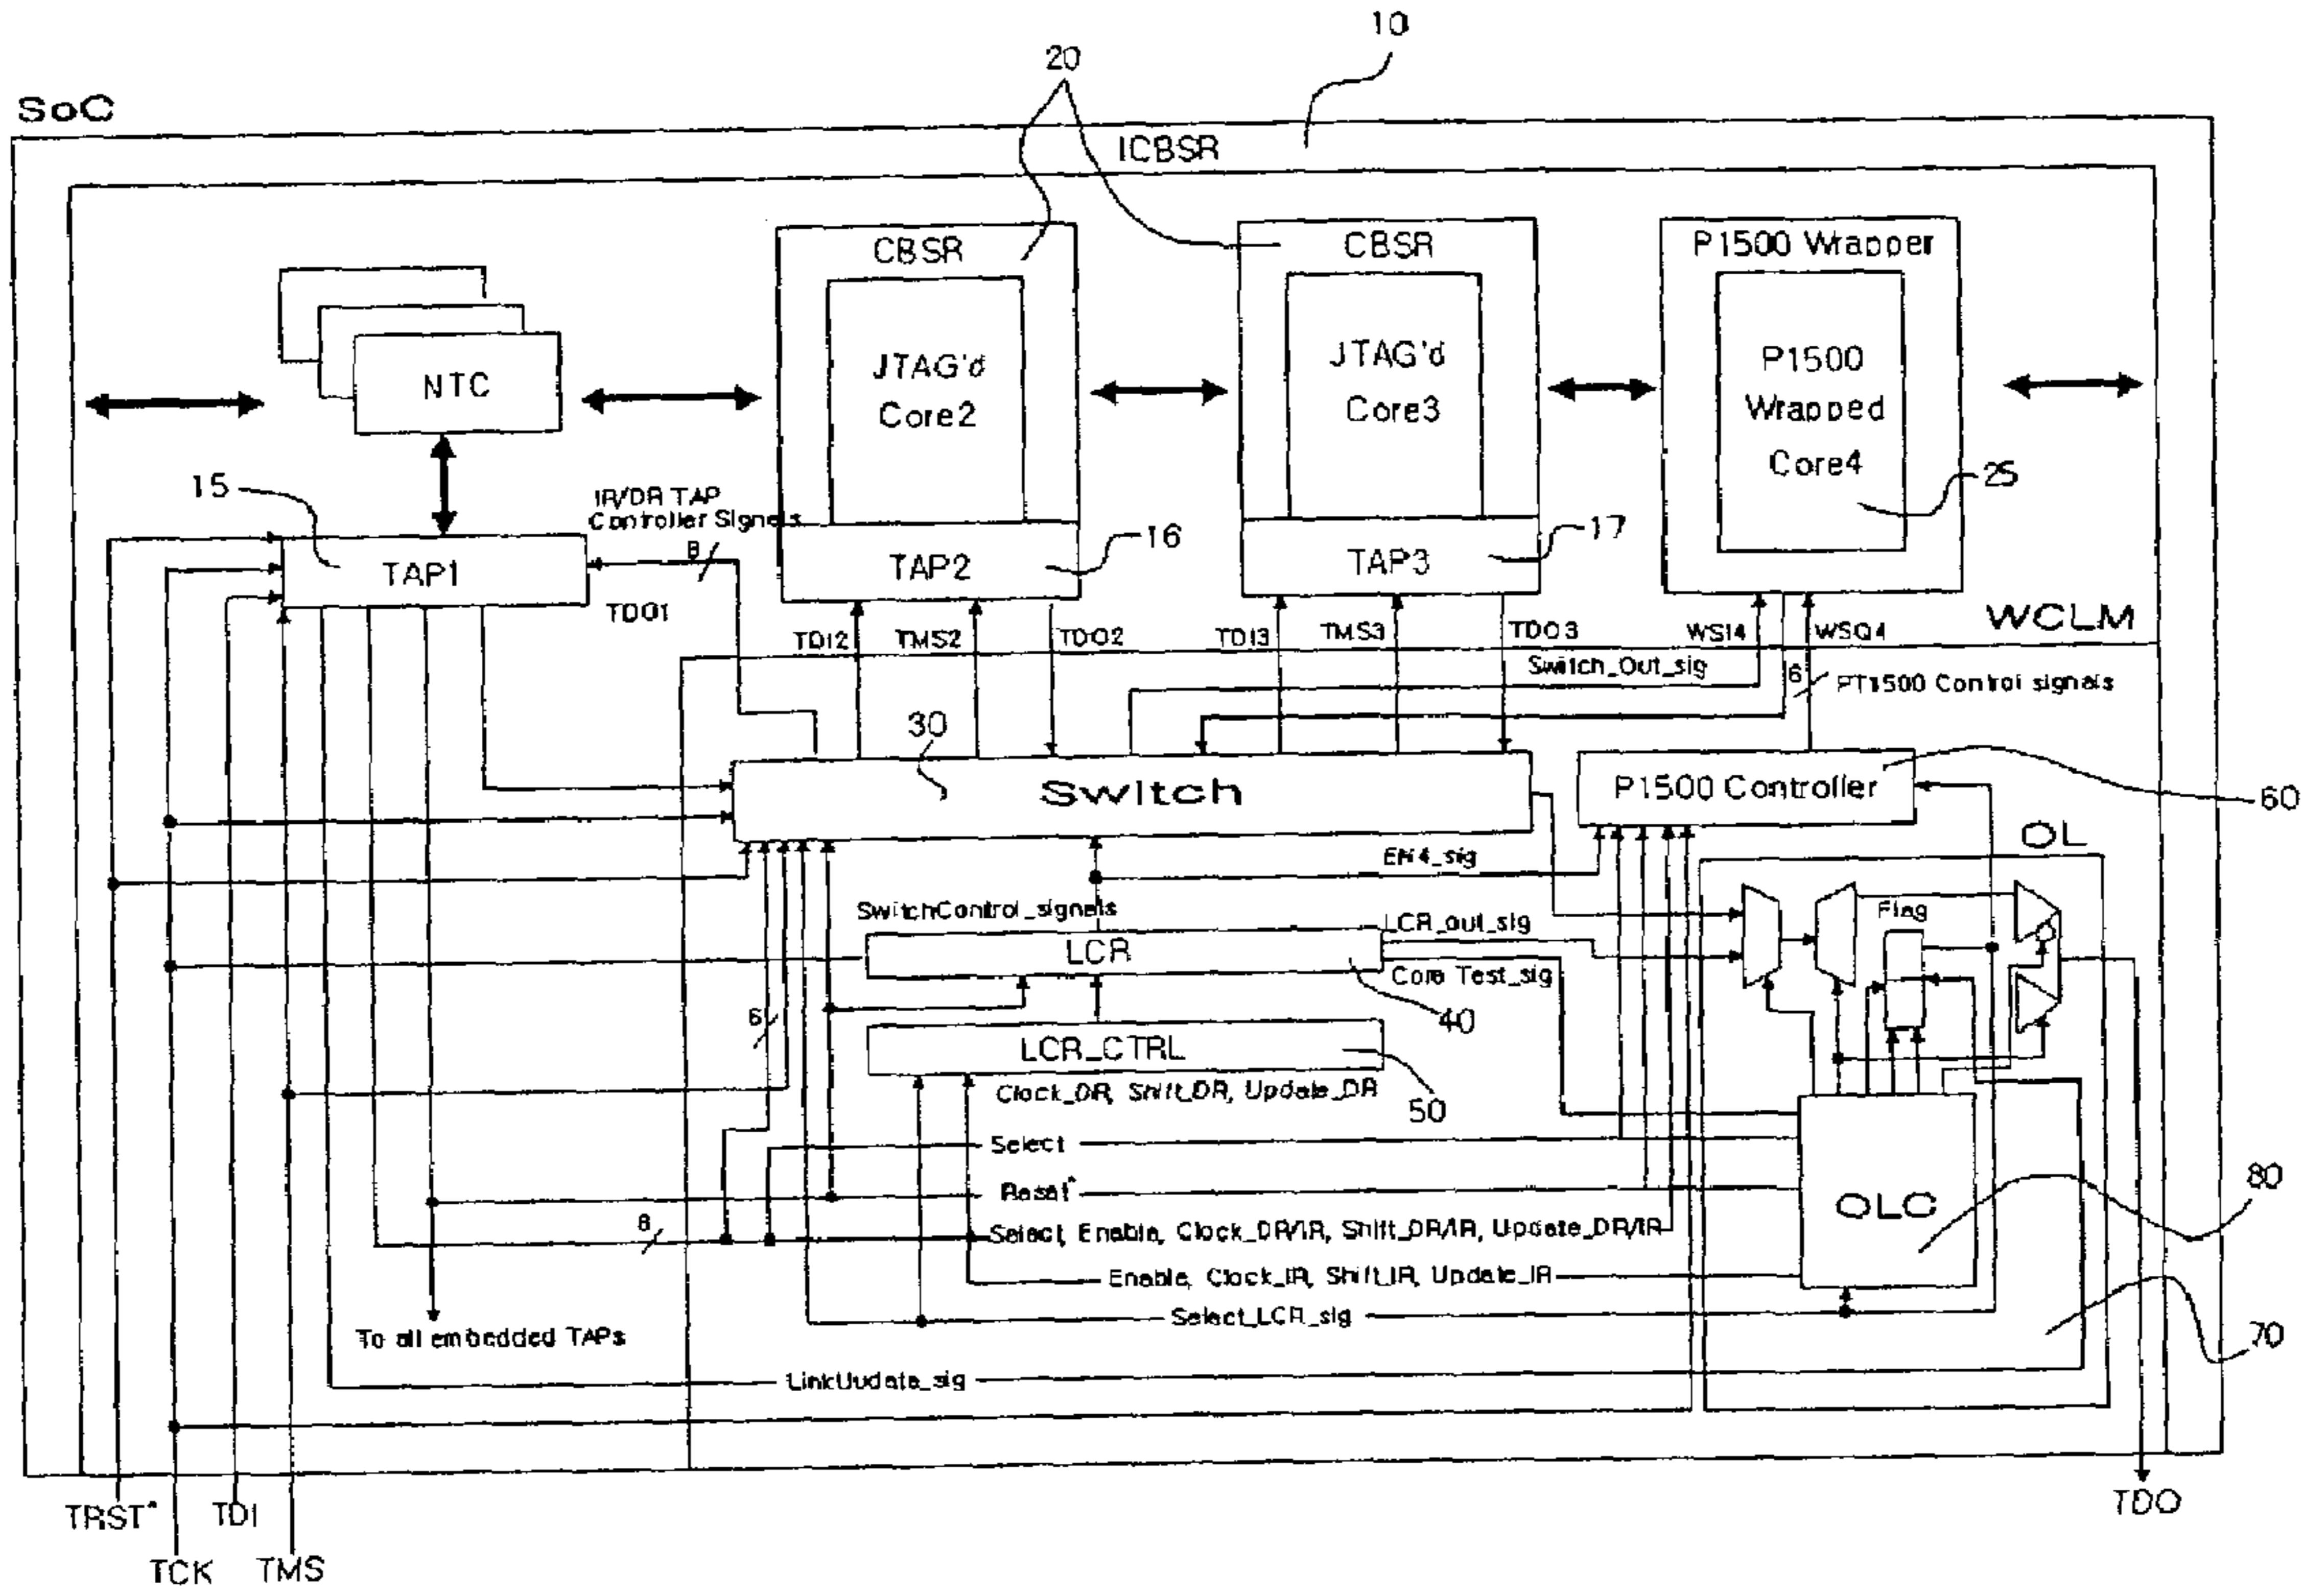 10
20
SoC
ICBSR
CBSR
CBSR
P1500 Wrapper
NTC
JTAG'd
Core2
JTAG'd
Core3
P1500
Wrapped
Core4
15
IR/DR TAP
Controller Signels
8
16
17
25
TAP1
TAP2
TAP3
TDO1
TDI2
TMS2
TDO2
TDI3
TMS3
TDO3
WSI4
WSO4
WCLM
Switch_Out_sig
6
PT1500 Control signals
30
Switch
P1500 Controller
60
OL
EN4_sig
SwitchControl_signals
LCR_out_sig
Flag
LCR
Core Test_sig
40
6
LCR_CTRL
50
Clock_DR, Shift_DR, Update_DR
Select
Reset*
OLC
80
8
Select, Enable, Clock_DR/IR, Shift_DR/IR, Update_DR/IR
Enable, Clock_IR, Shift_IR, Update_IR
Select_LCR_sig
To all embedded TAPs
70
LinkUudate_sig
TRST*
TDI
TDO
TCK
TMS